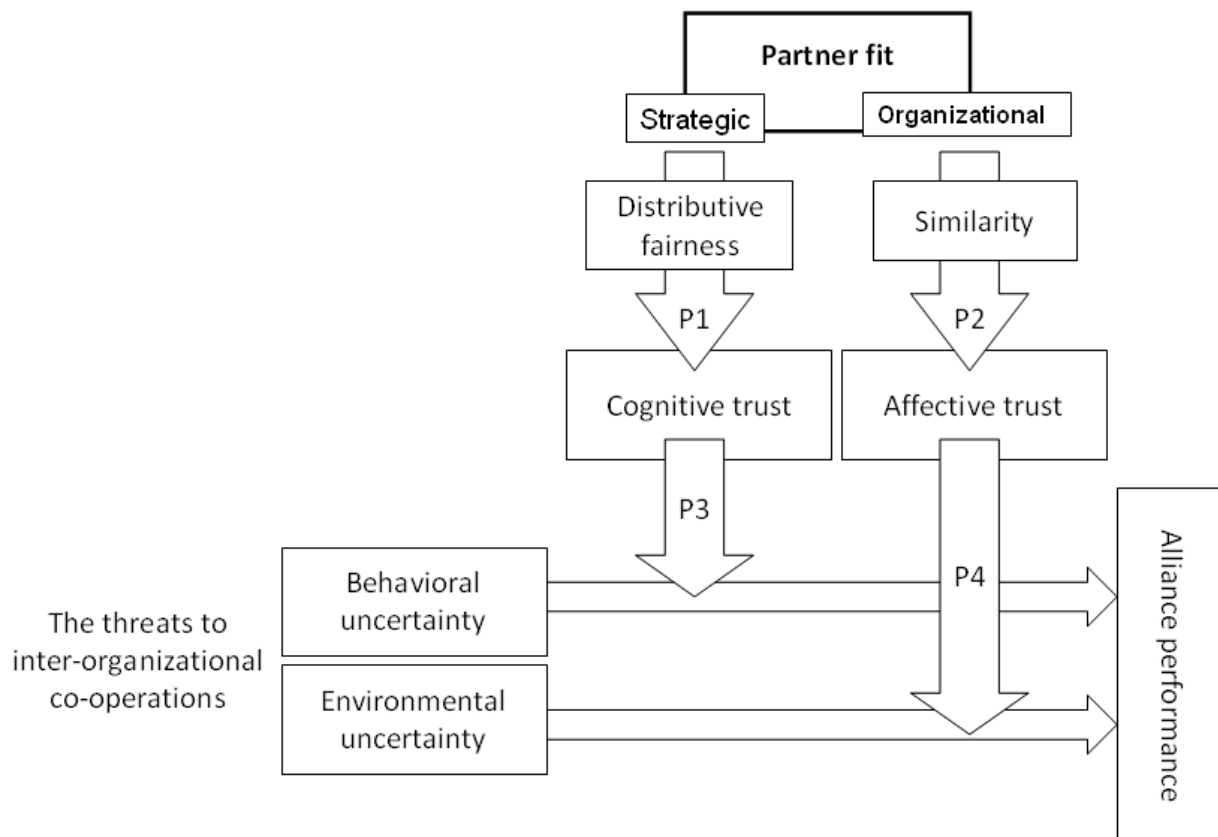 Partner fit
Strategic
Organizational
Distributive
fairness
Similarity
P1
P2
Cognitive trust
Affective trust
P3
P4
Behavioral
uncertainty
The threats to
inter-organizational
co-operations
Environmental
uncertainty
Alliance performance